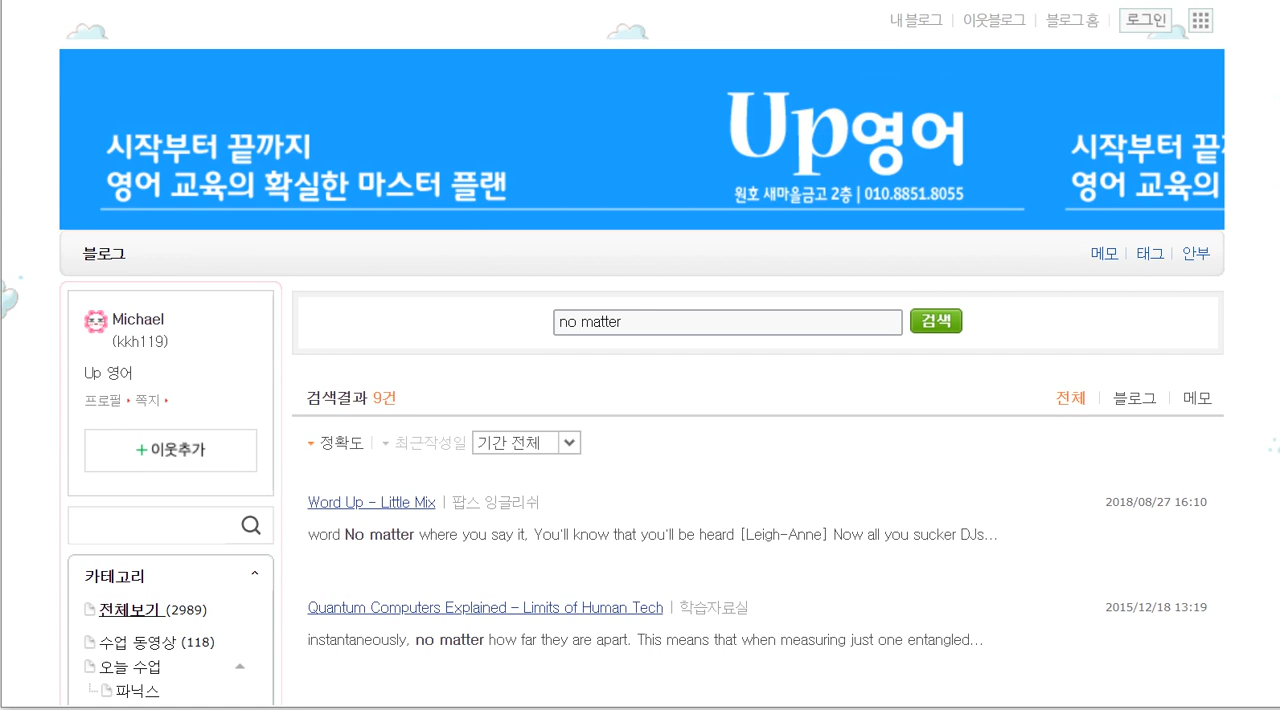 내 블로그 | 이웃블로그 | 블로그 홈 | 로그인
Up영어
시작부터 끝까지
영어 교육의 확실한 마스터 플랜
원호 새마을금고 2층 | 010.8851.8055
시작부터 끝
영어 교육의
블로그
메모 | 태그 | 안부
Michael
(kkh119)
Up 영어
프로필 쪽지
+이웃추가
no matter 검색
검색결과 9건
전체 | 블로그 | 메모
정확도 | 최근작성일 기간 전체
Word Up - Little Mix | 팝스 잉글리쉬 2018/08/27 16:10
word No matter where you say it, You'll know that you'll be heard [Leigh-Anne] Now all you sucker DJs...
카테고리
전체보기 (2989)
Quantum Computers Explained – Limits of Human Tech | 학습자료실 2015/12/18 13:19
instantaneously, no matter how far they are apart. This means that when measuring just one entangled...
수업 동영상 (118)
오늘 수업
파닉스